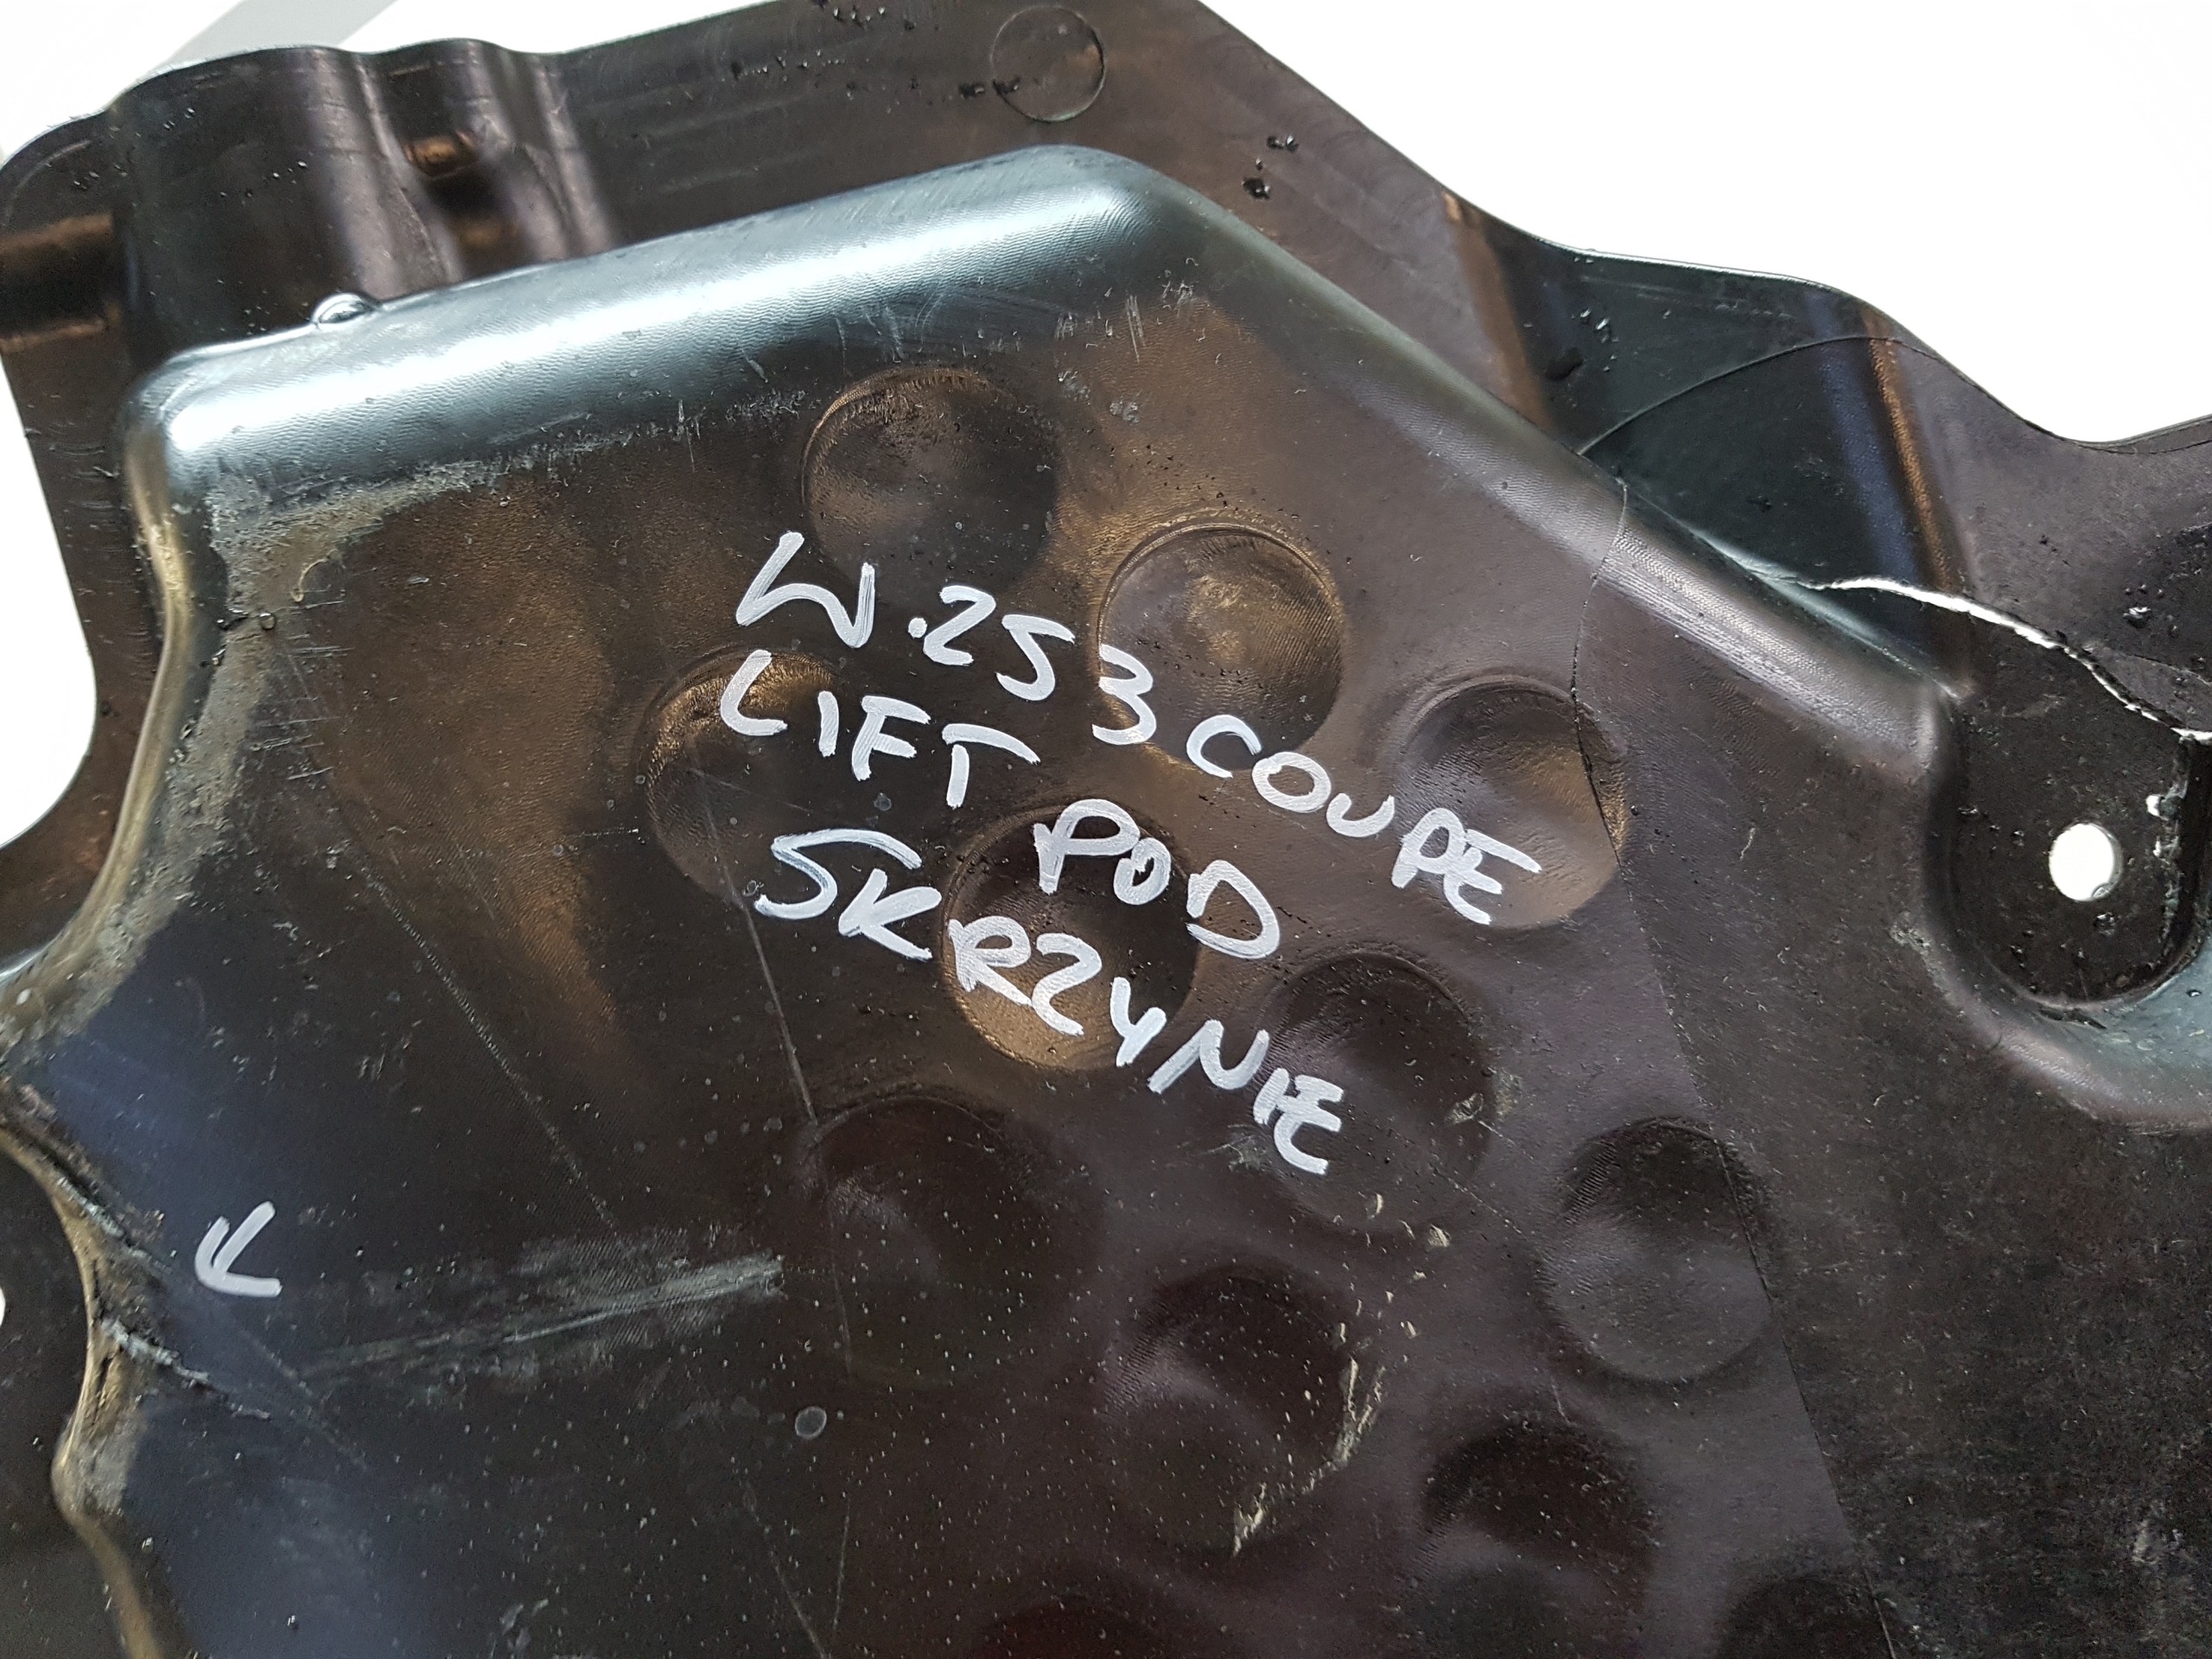 W.253 COUPE
LIFT POD
SKRZYNIE